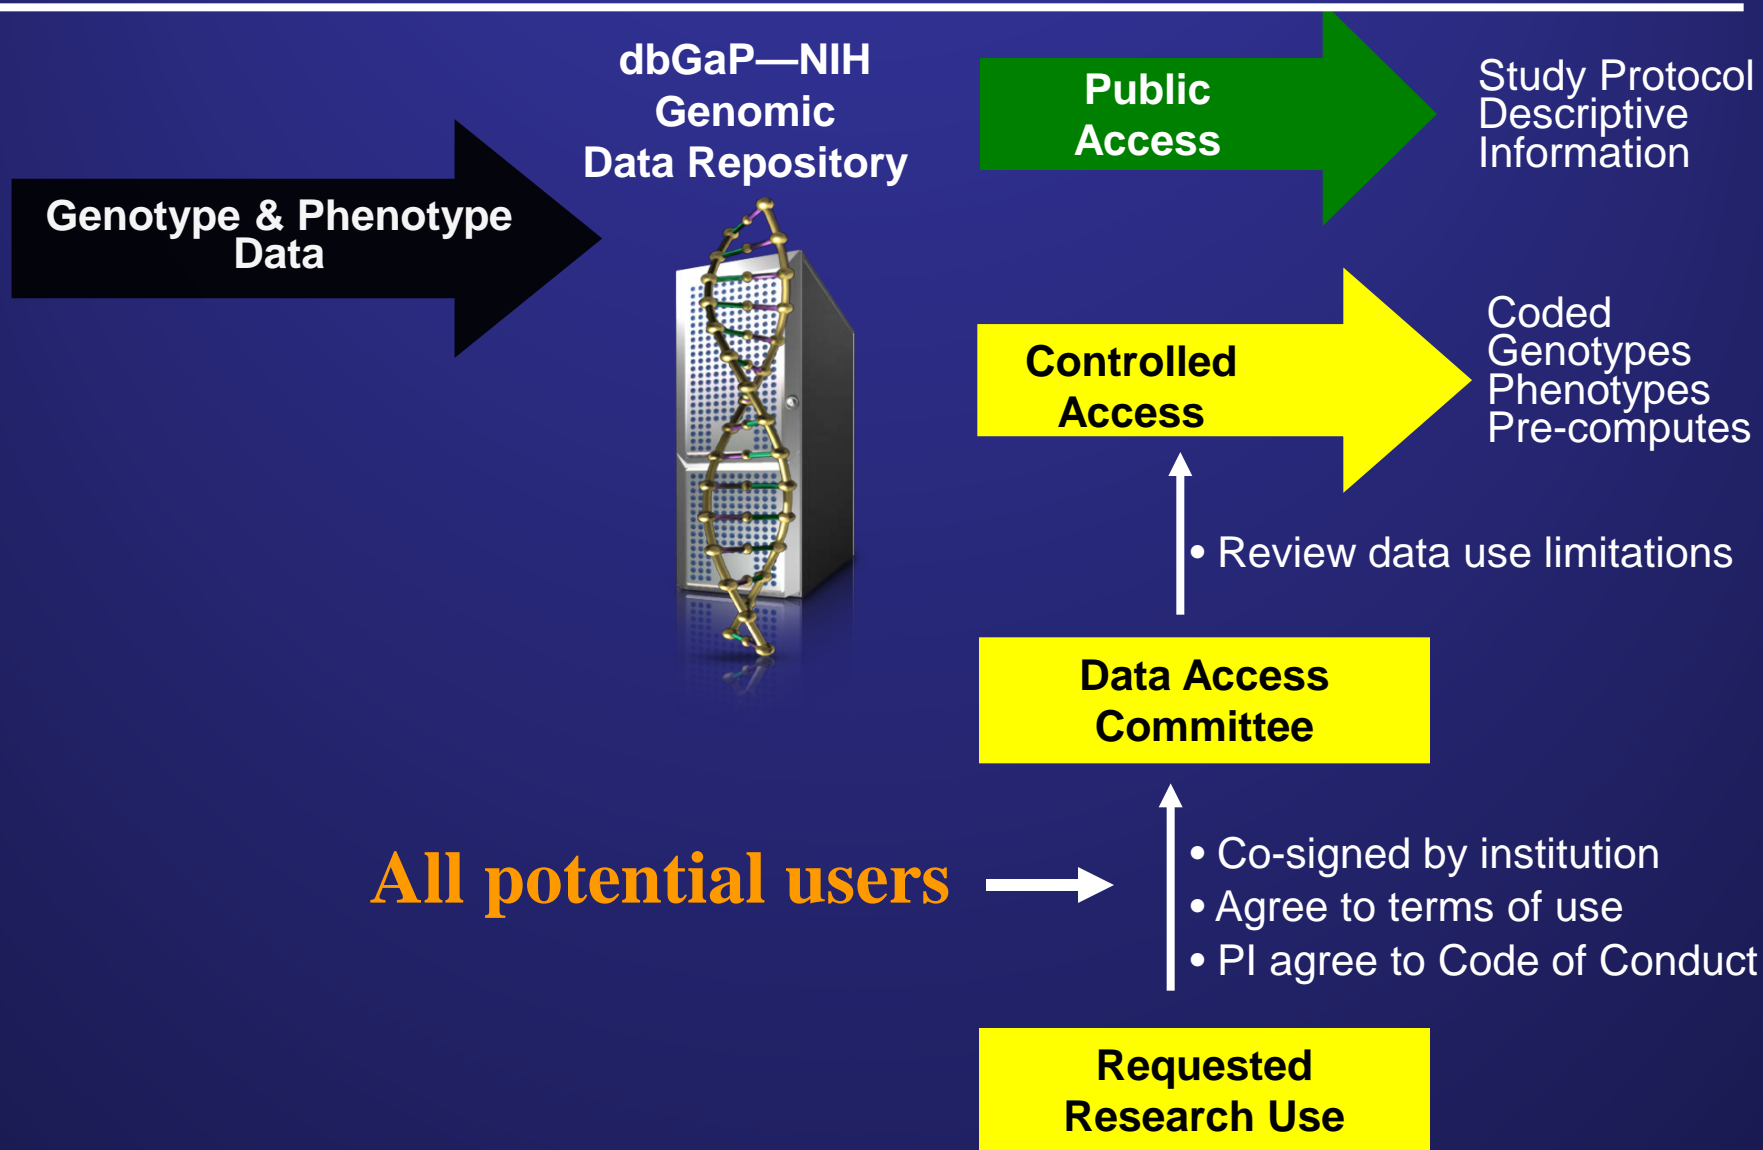 Genotype & Phenotype
Data
dbGaP—NIH
Genomic
Data Repository
Public
Access
Study Protocol
Descriptive
Information
Controlled
Access
Coded
Genotypes
Phenotypes
Pre-computes
• Review data use limitations
Data Access
Committee
All potential users
• Co-signed by institution
• Agree to terms of use
• PI agree to Code of Conduct
Requested
Research Use